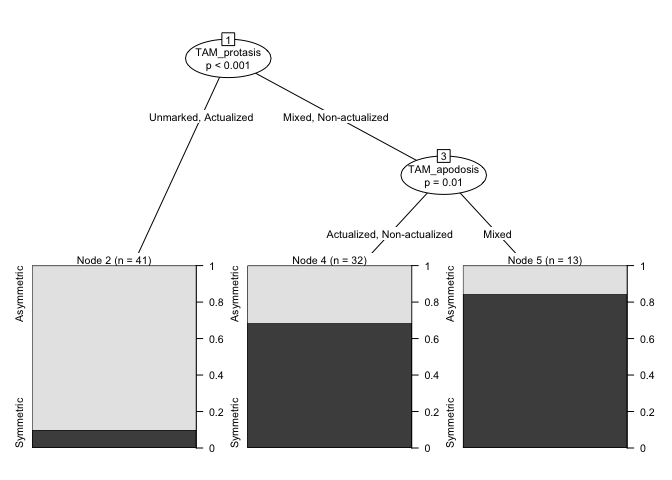 1
TAM_protasis
p < 0.001
Unmarked, Actualized
Mixed, Non-actualized
3
TAM_apodosis
p = 0.01
Actualized, Non-actualized
Mixed
Node 2 (n = 41)
Asymmetric
Symmetric
1
0.8
0.6
0.4
0.2
0
Node 4 (n = 32)
Asymmetric
Symmetric
1
0.8
0.6
0.4
0.2
0
Node 5 (n = 13)
Asymmetric
Symmetric
1
0.8
0.6
0.4
0.2
0